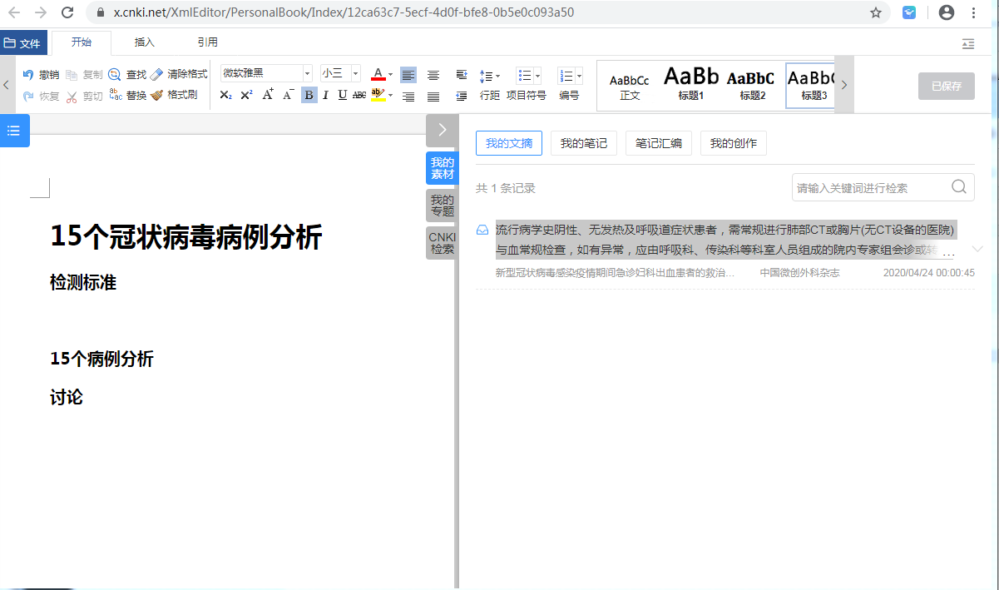 x.cnki.net/XmlEditor/PersonalBook/Index/12ca63c7-5ecf-4d0f-bfe8-0b5e0c093a50
文件 开始 插入 引用
撤销 复制 查找 清除格式 微软雅黑 小三 A
恢复 剪切 替换 格式刷 X₂ X² A A B I U ABC ab
行距 项目符号 编号
AaBbCc AaBb AaBbC AaBb
正文 标题1 标题2 标题3
已保存
我的素材
我的专题
CNKI检索
15个冠状病毒病例分析
检测标准
15个病例分析
讨论
我的文摘 我的笔记 笔记汇编 我的创作
共 1 条记录 请输入关键词进行检索
流行病学史阴性、无发热及呼吸道症状患者，需常规进行肺部CT或胸片(无CT设备的医院)
与血常规检查，如有异常，应由呼吸科、传染科等科室人员组成的院内专家组会诊或转...
新型冠状病毒感染疫情期间急诊妇科出血患者的救治... 中国微创外科杂志 2020/04/24 00:00:45